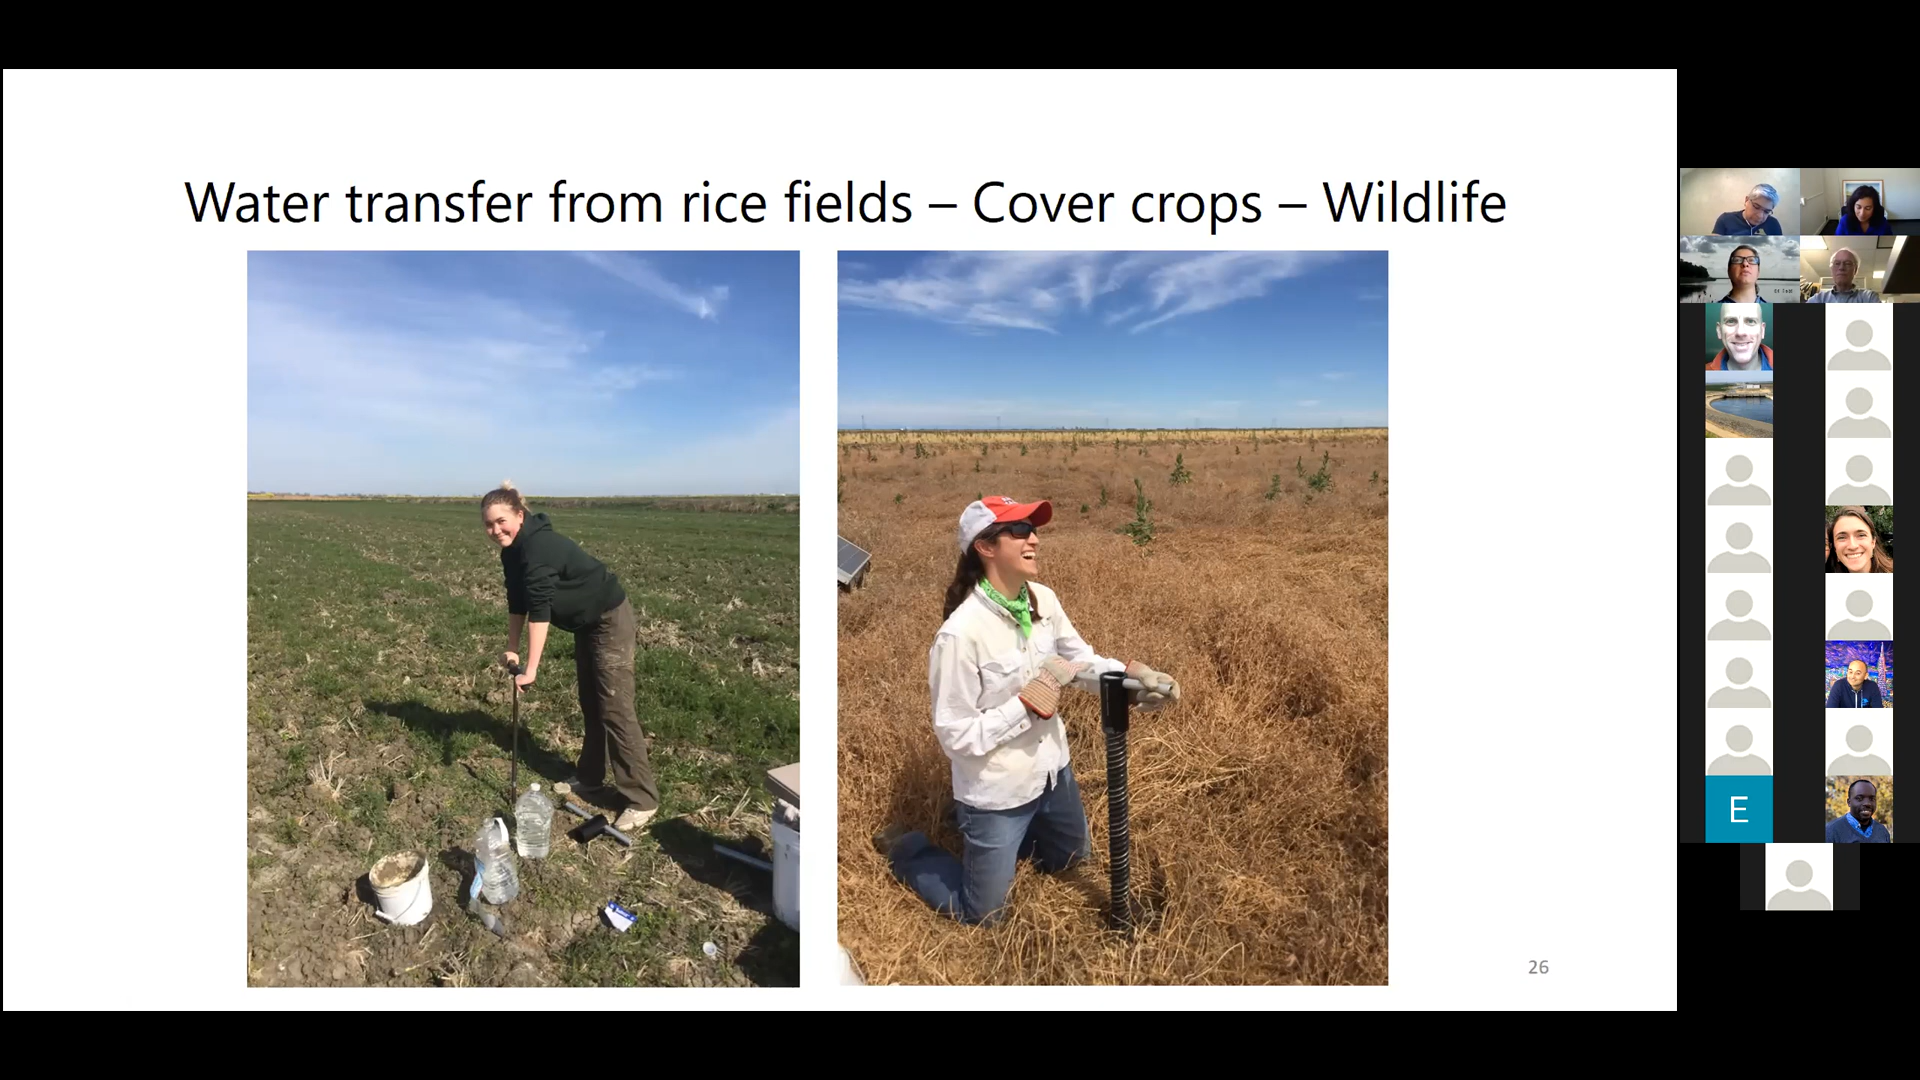 Water transfer from rice fields – Cover crops – Wildlife
26
E